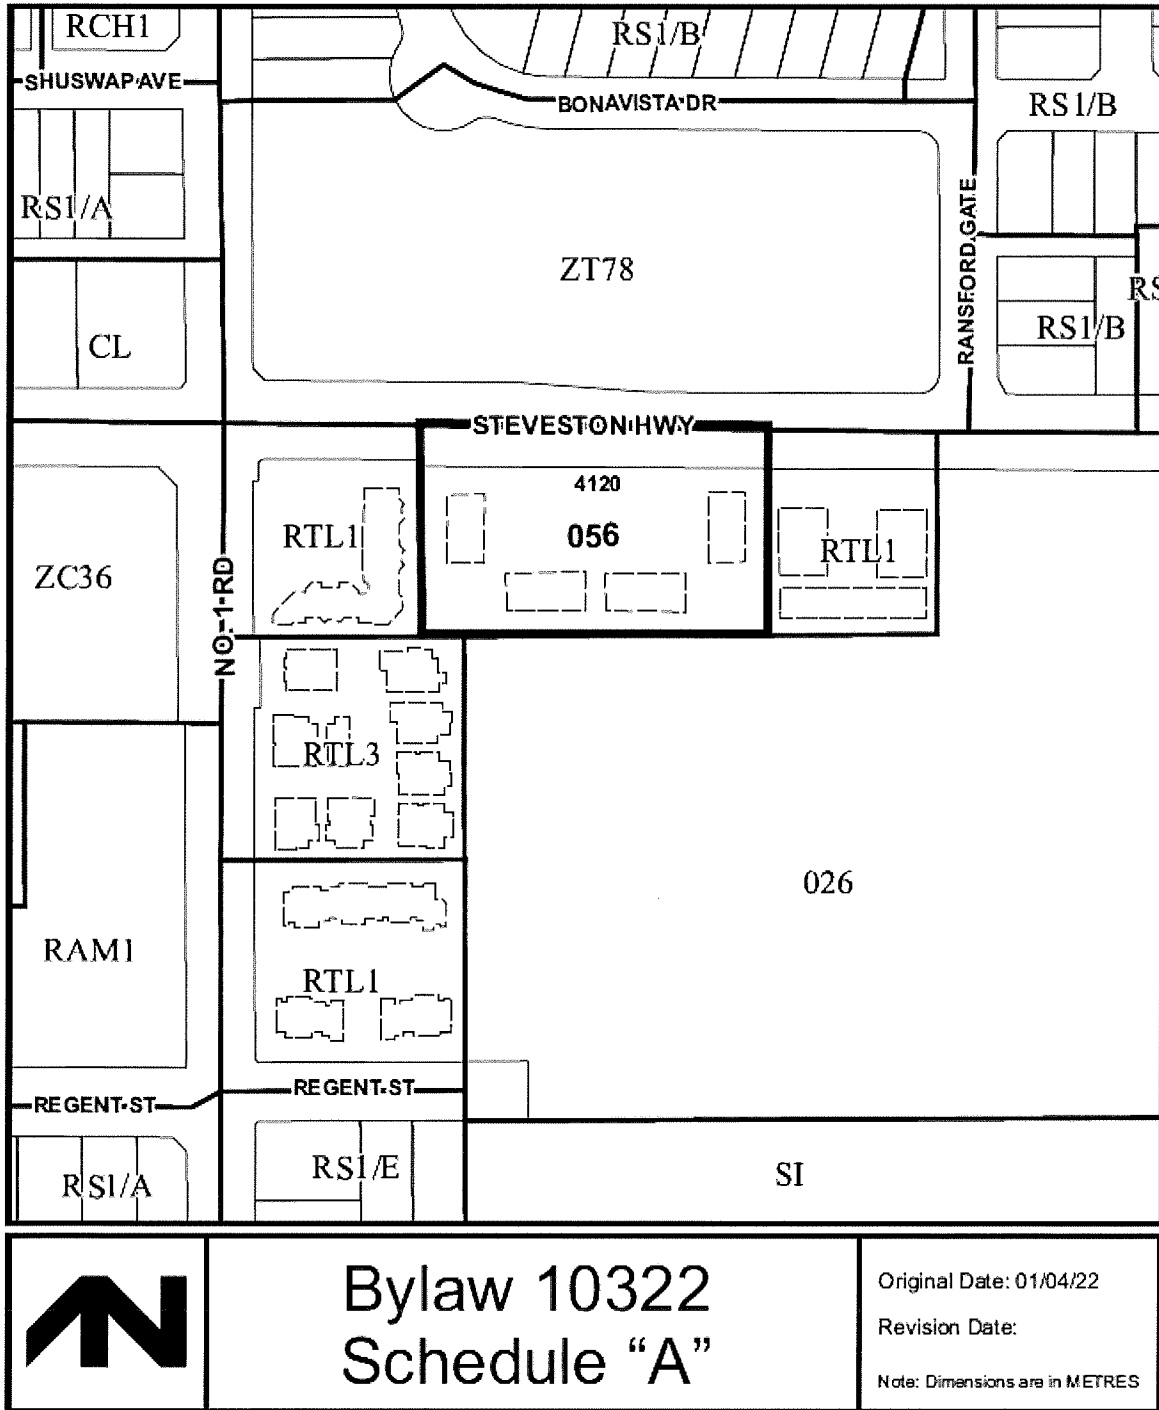 RCH1
RS1/B
SHUSWAP AVE
BONAVISTA DR
RS1/B
RS1/A
RANSFORD GATE
ZT78
RS
CL
RS1/B
STEVESTON HWY
4120
056
RTL1
RTL1
ZC36
NO. 1 RD
RTL3
026
RAM1
RTL1
REGENT ST
REGENT ST
RS1/E
SI
RS1/A
N
Bylaw 10322
Schedule “A”
Original Date: 01/04/22
Revision Date:
Note: Dimensions are in METRES